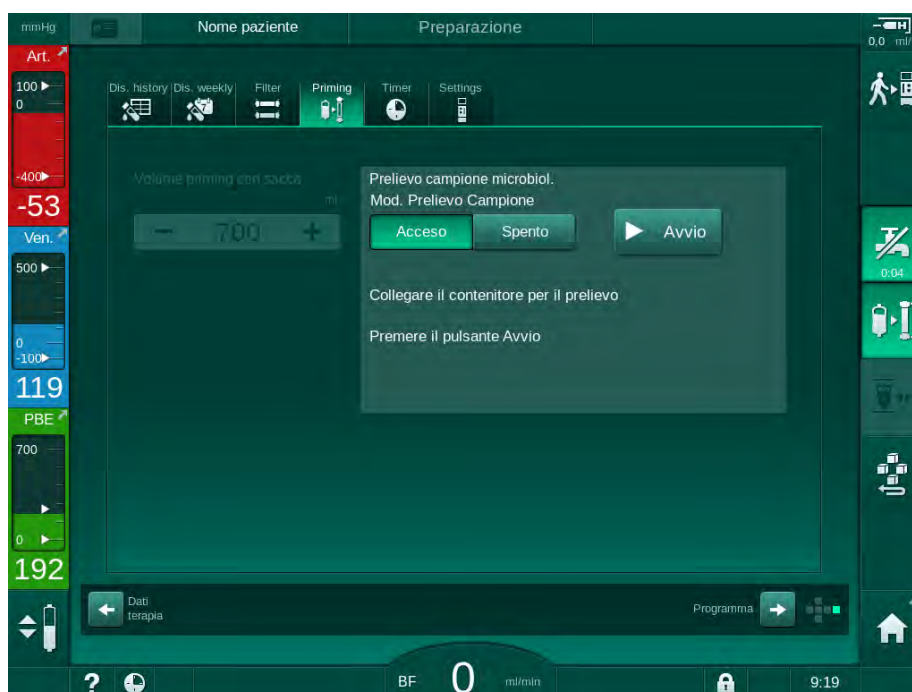 mmHg
Nome paziente
Preparazione
0,0 ml/
Art.
100
0
-400
-53
Ven.
500
0
-100
119
PBE
700
0
192
Dis. history
Dis. weekly
Filter
Priming
Timer
Settings
7
Volume priming con sacca
ml
− 700 +
Prelievo campione microbiol.
Mod. Prelievo Campione
Acceso
Spento
Avvio
Collegare il contenitore per il prelievo
Premere il pulsante Avvio
0:04
Dati
terapia
Programma
?
BF 0 ml/min
9:19